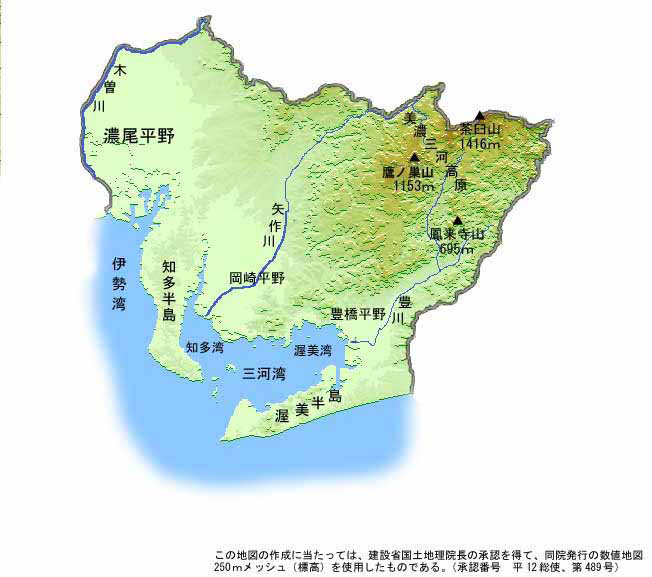 木曽川
濃尾平野
美濃三河高原
茶臼山
1416m
鷹ノ巣山
1153m
鳳来寺山
695m
矢作川
伊勢湾
知多半島
岡崎平野
豊橋平野
豊川
知多湾
渥美湾
三河湾
渥美半島
この地図の作成に当たっては、建設省国土地理院長の承認を得て、同院発行の数値地図
250mメッシュ（標高）を使用したものである。（承認番号　平12総使、第489号）